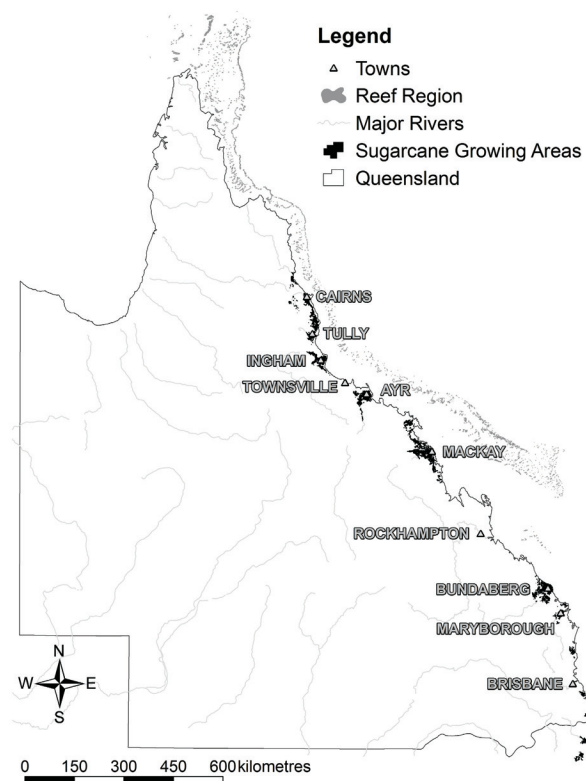 Legend
Towns
Reef Region
Major Rivers
Sugarcane Growing Areas
Queensland
CAIRNS
TULLY
INGHAM
TOWNSVILLE
AYR
MACKAY
ROCKHAMPTON
BUNDABERG
MARYBOROUGH
BRISBANE
N
W E
S
0 150 300 450 600 kilometres